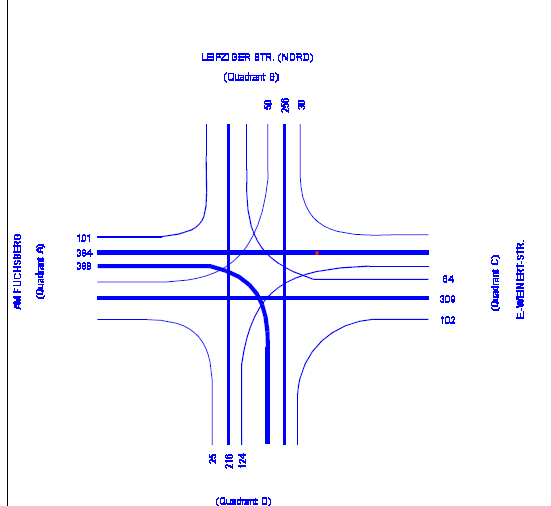 LEIPZIGER STR. (NORD)
(Quadrant B)
50
256
30
101
384
369
AM FUCHSBERG
(Quadrant A)
64
309
102
(Quadrant C)
E.-WEINERT-STR.
25
216
124
(Quadrant D)